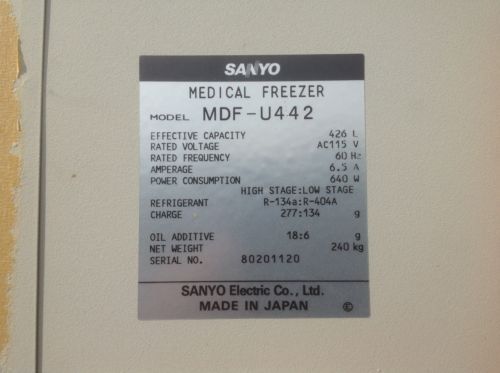 SANYO
MEDICAL FREEZER
MODEL MDF-U442
EFFECTIVE CAPACITY 426 L
RATED VOLTAGE AC115 V
RATED FREQUENCY 60 Hz
AMPERAGE 6.5 A
POWER CONSUMPTION 640 W
HIGH STAGE:LOW STAGE
REFRIGERANT R-134a:R-404A
CHARGE 277:134 g
OIL ADDITIVE 18:6 g
NET WEIGHT 240 kg
SERIAL NO. 80201120
SANYO Electric Co., Ltd.
MADE IN JAPAN ©